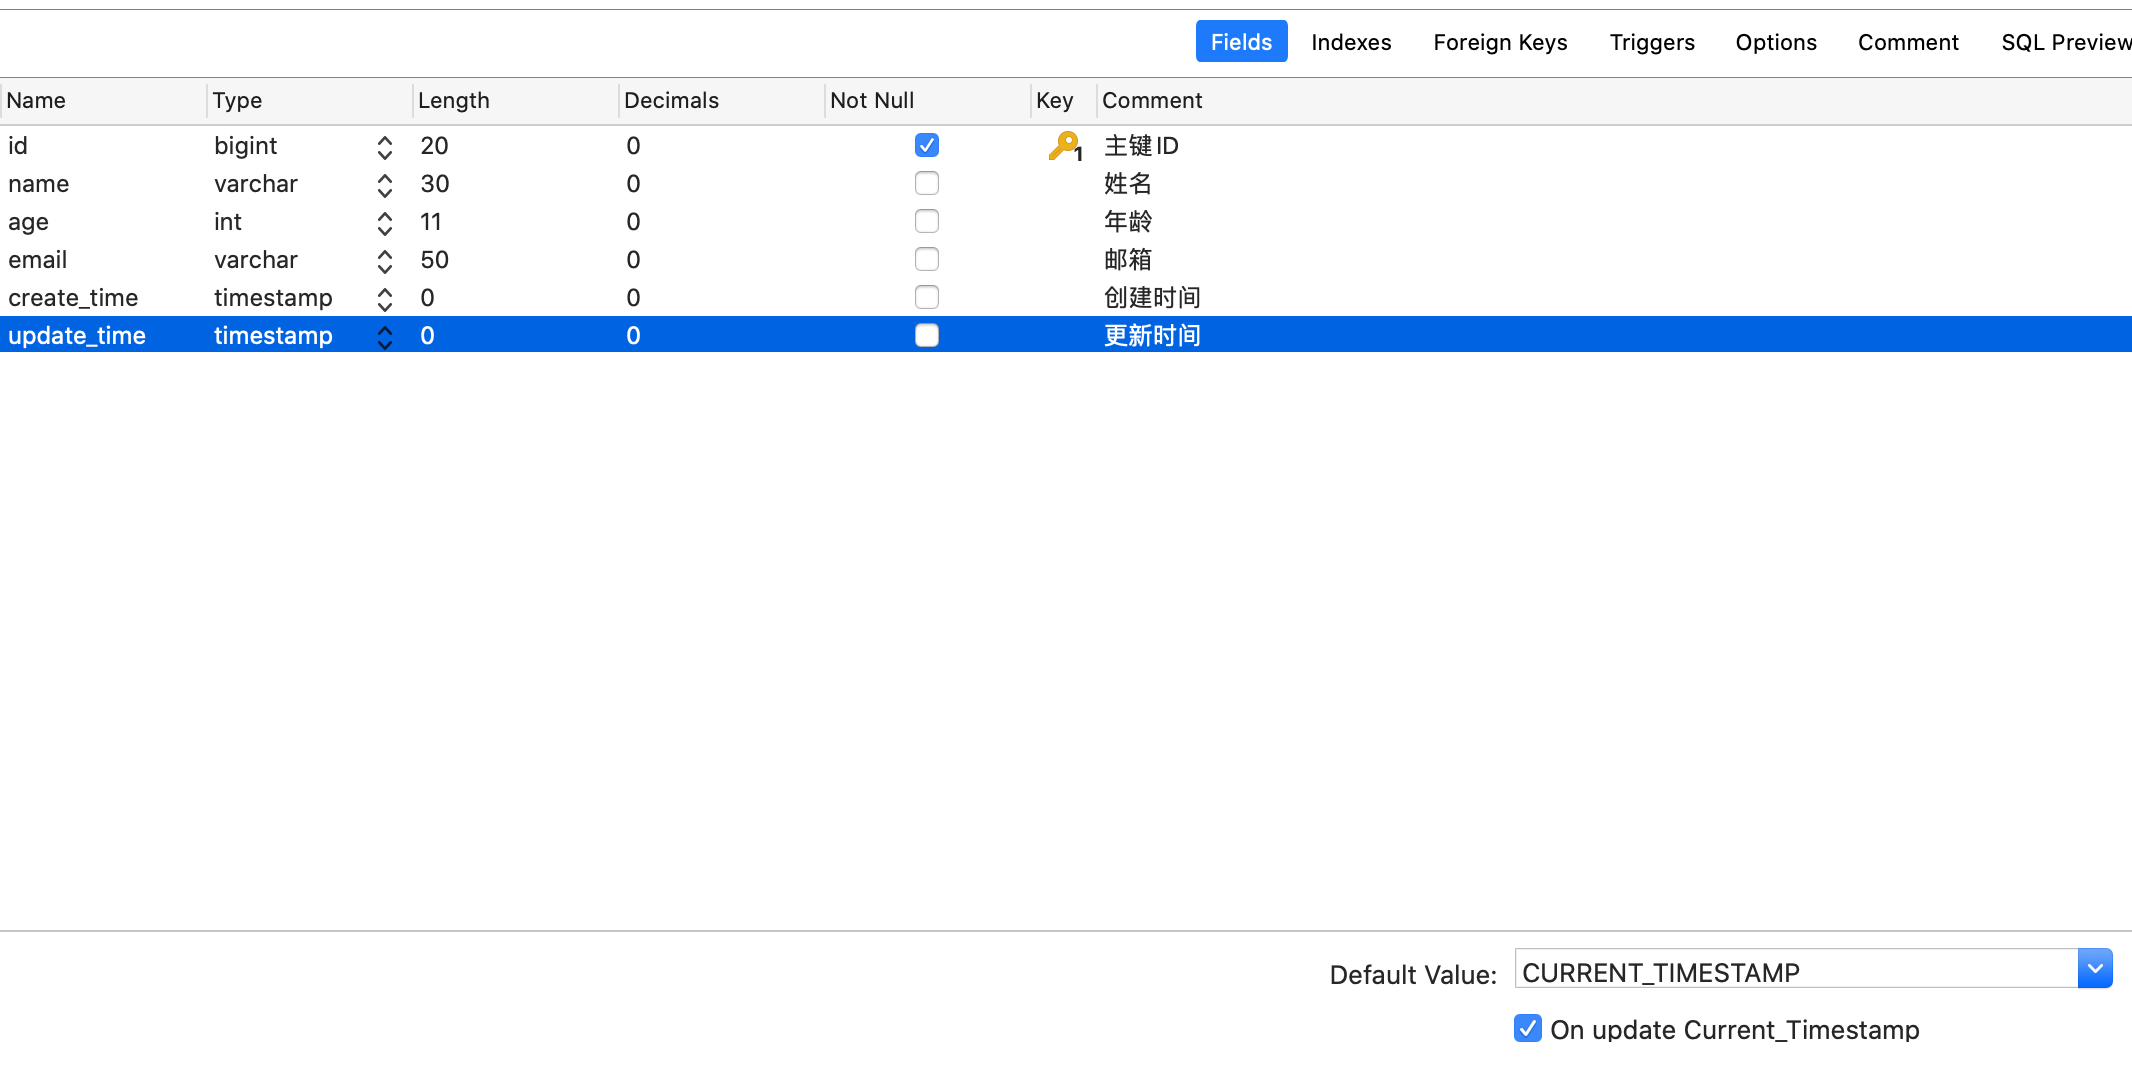 Fields Indexes Foreign Keys Triggers Options Comment SQL Preview
Name Type Length Decimals Not Null Key Comment
id bigint 20 0 1 主键ID
name varchar 30 0 姓名
age int 11 0 年龄
email varchar 50 0 邮箱
create_time timestamp 0 0 创建时间
update_time timestamp 0 0 更新时间
Default Value: CURRENT_TIMESTAMP
On update Current_Timestamp